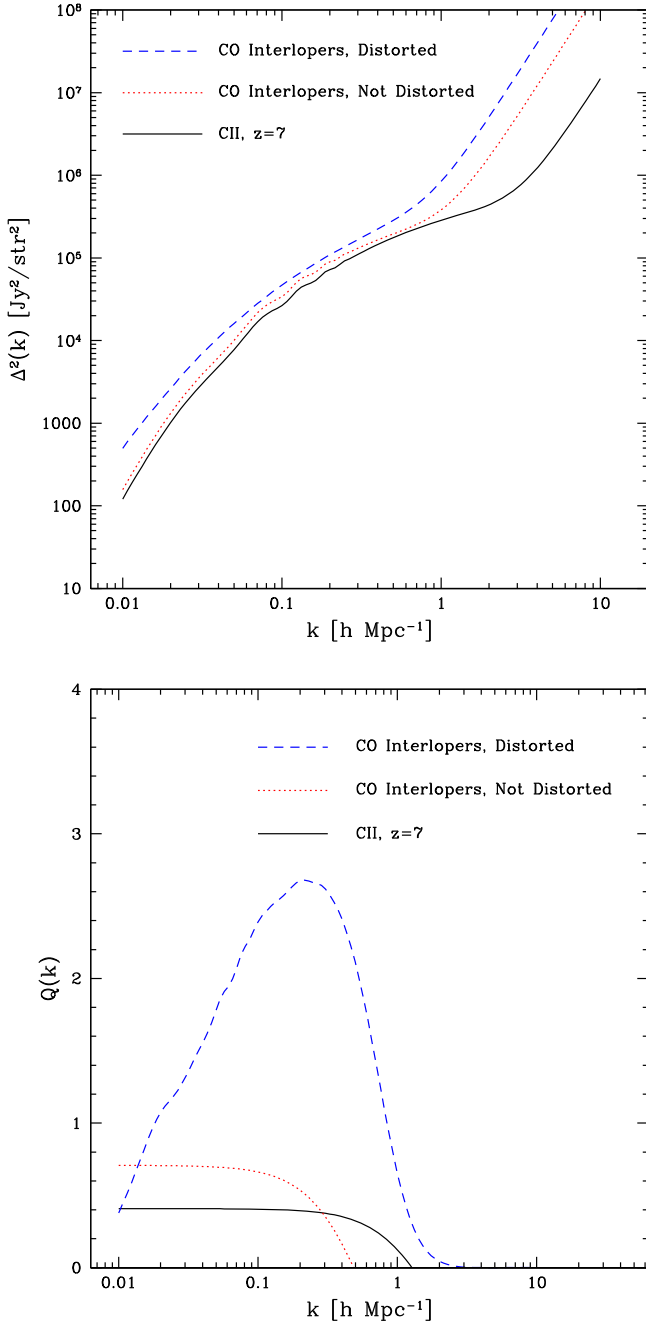 10⁸
CO Interlopers, Distorted
10⁷
CO Interlopers, Not Distorted
CII, z=7
10⁶
10⁵
10⁴
1000
100
10
Δ²(k) [Jy²/str²]
0.01 0.1 1 10
k [h Mpc⁻¹]
4
CO Interlopers, Distorted
CO Interlopers, Not Distorted
CII, z=7
3
2
1
0
Q(k)
0.01 0.1 1 10
k [h Mpc⁻¹]